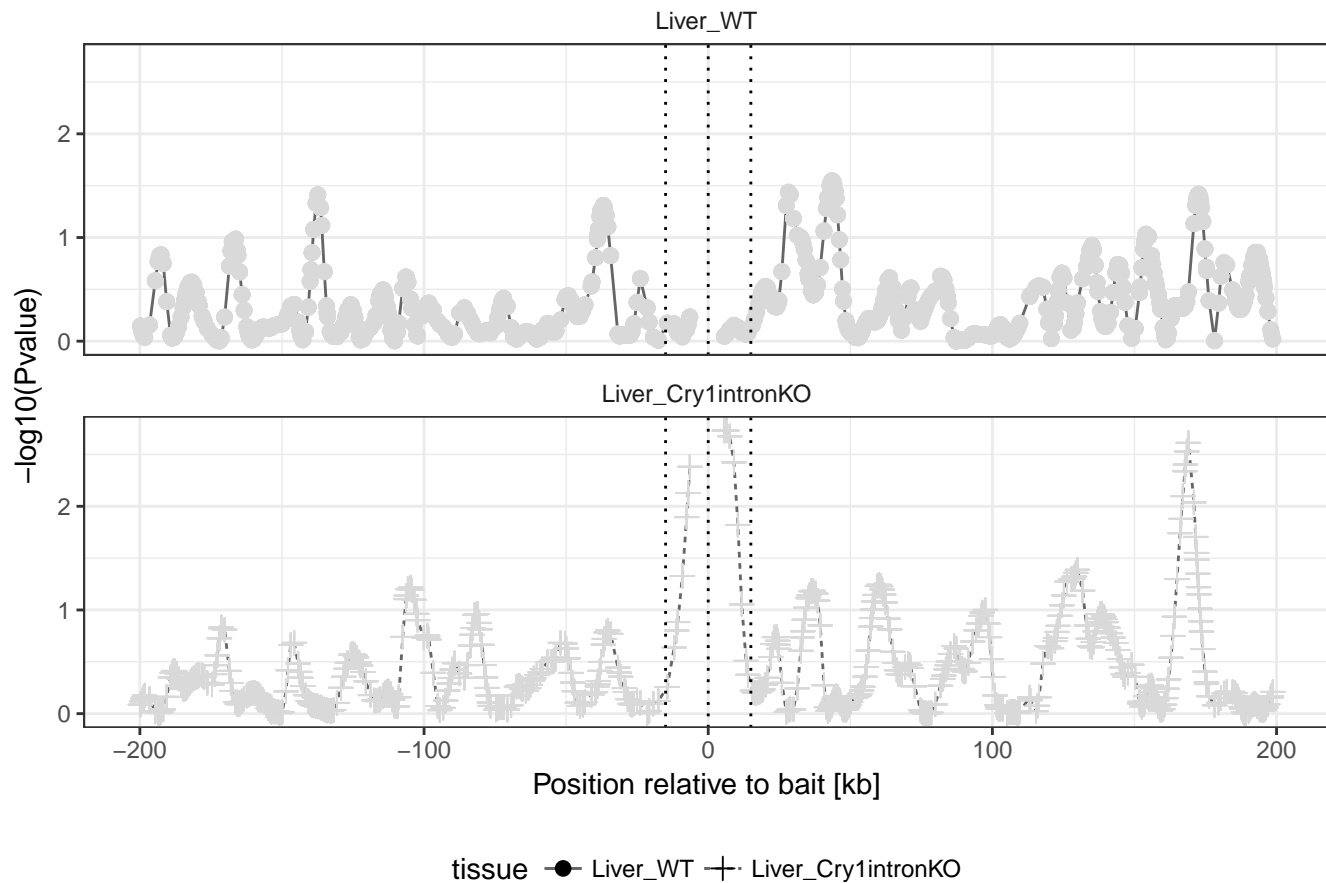 Liver_WT
2
1
0
Liver_Cry1intronKO
2
1
0
−log10(Pvalue)
−200 −100 0 100 200
Position relative to bait [kb]
tissue Liver_WT Liver_Cry1intronKO